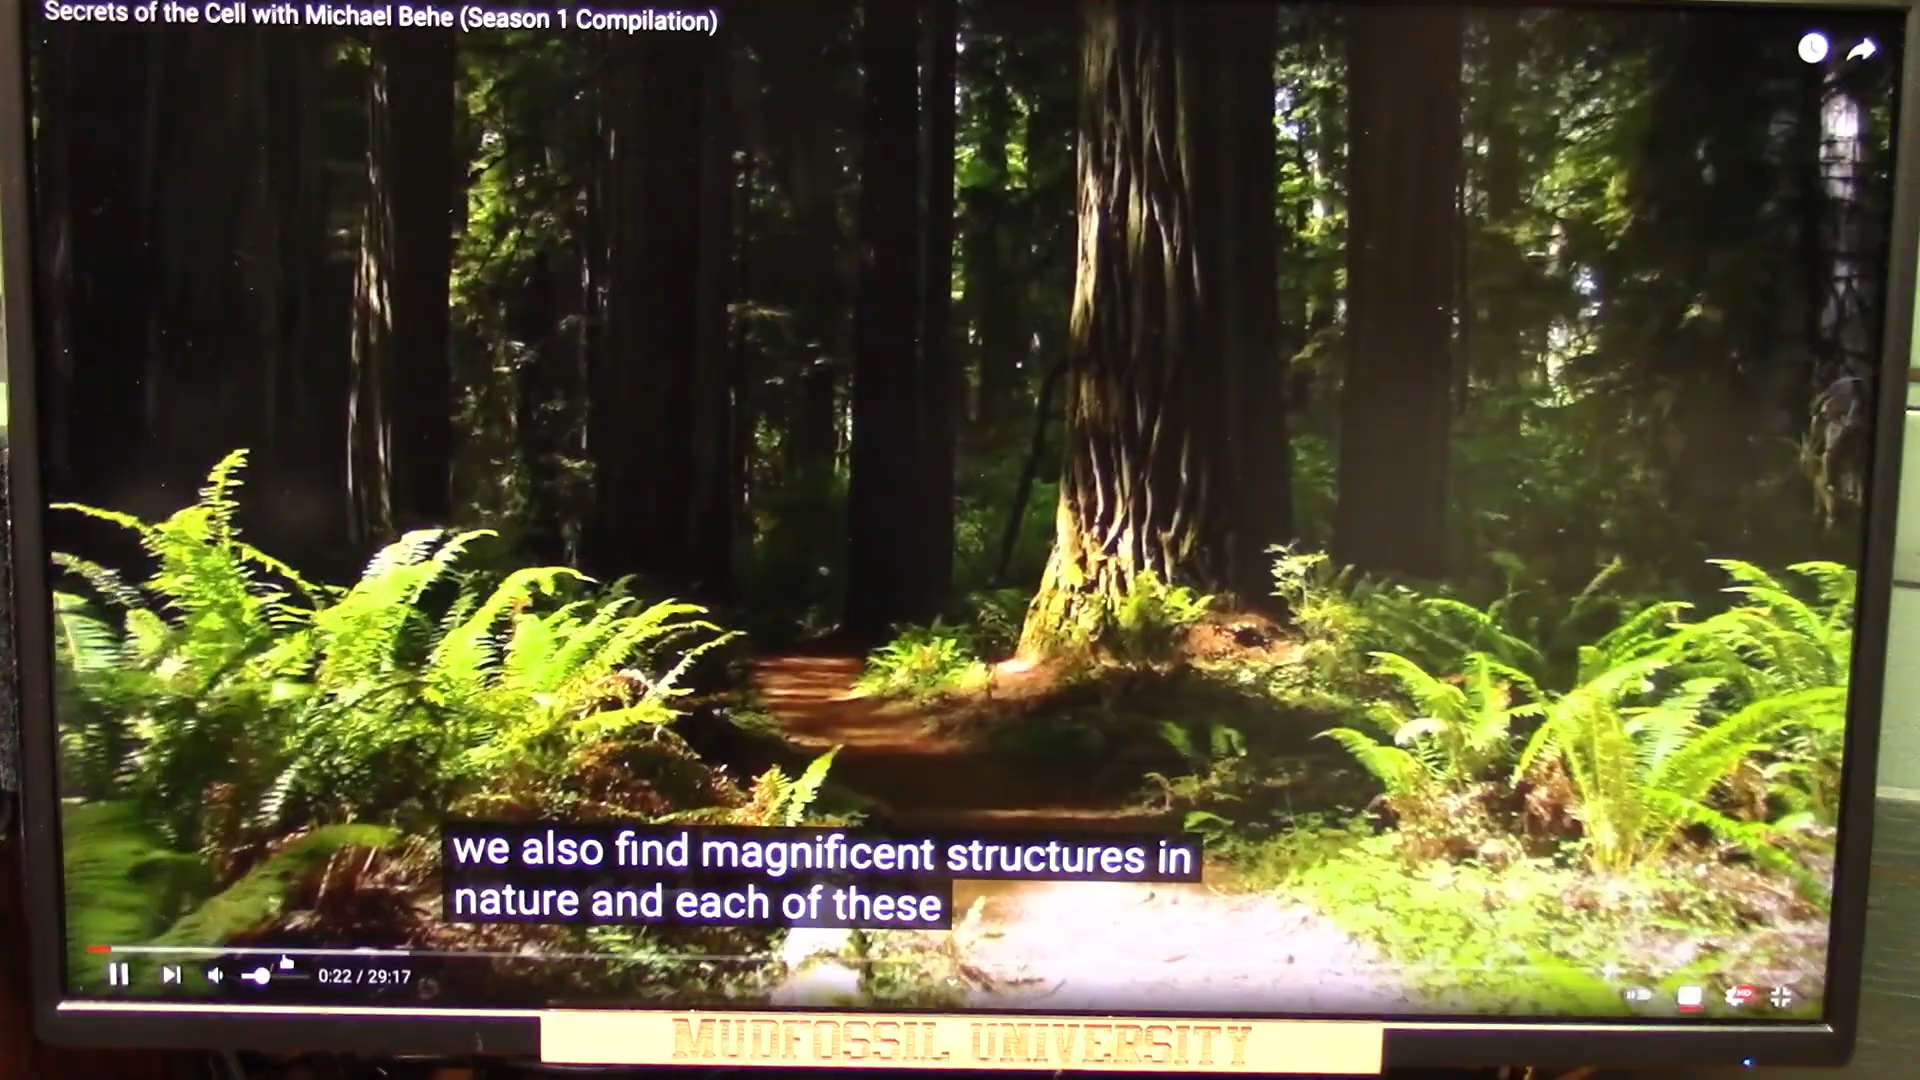 Secrets of the Cell with Michael Behe (Season 1 Compilation)
we also find magnificent structures in
nature and each of these
0:22 / 29:17
HD
MUDFOSSIL UNIVERSITY